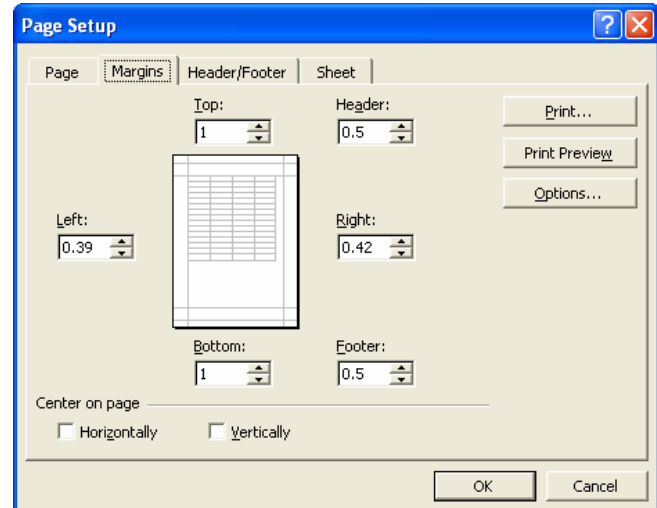 Page Setup
Page Margins Header/Footer Sheet
Top: Header:
1 0.5
Print...
Print Preview
Options...
Left: Right:
0.39 0.42
Bottom: Footer:
1 0.5
Center on page
Horizontally Vertically
OK Cancel